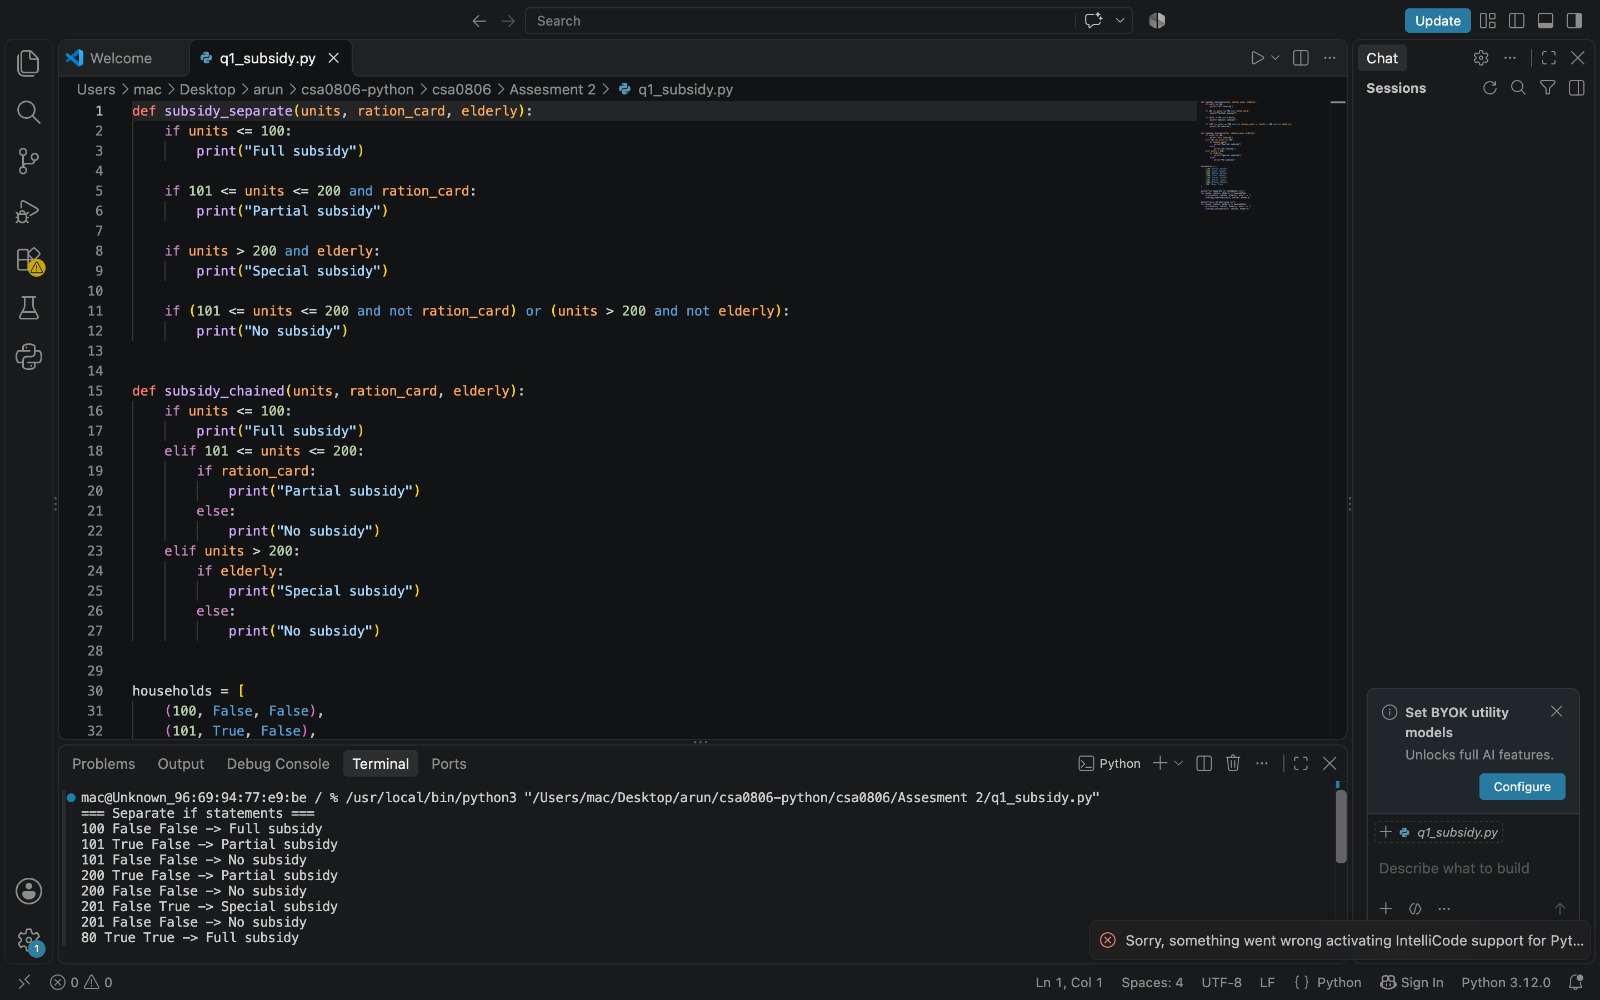 Search
Update
Welcome
q1_subsidy.py
Users > mac > Desktop > arun > csa0806-python > csa0806 > Assesment 2 > q1_subsidy.py
1 def subsidy_separate(units, ration_card, elderly):
2 if units <= 100:
3 print("Full subsidy")
4
5 if 101 <= units <= 200 and ration_card:
6 print("Partial subsidy")
7
8 if units > 200 and elderly:
9 print("Special subsidy")
10
11 if (101 <= units <= 200 and not ration_card) or (units > 200 and not elderly):
12 print("No subsidy")
13
14
15 def subsidy_chained(units, ration_card, elderly):
16 if units <= 100:
17 print("Full subsidy")
18 elif 101 <= units <= 200:
19 if ration_card:
20 print("Partial subsidy")
21 else:
22 print("No subsidy")
23 elif units > 200:
24 if elderly:
25 print("Special subsidy")
26 else:
27 print("No subsidy")
28
29
30 households = [
31 (100, False, False),
32 (101, True, False),
Problems Output Debug Console Terminal Ports
Python
mac@Unknown_96:69:94:77:e9:be / % /usr/local/bin/python3 "/Users/mac/Desktop/arun/csa0806-python/csa0806/Assesment 2/q1_subsidy.py"
=== Separate if statements ===
100 False False -> Full subsidy
101 True False -> Partial subsidy
101 False False -> No subsidy
200 True False -> Partial subsidy
200 False False -> No subsidy
201 False True -> Special subsidy
201 False False -> No subsidy
80 True True -> Full subsidy
Chat
Sessions
Set BYOK utility
models
Unlocks full AI features.
Configure
q1_subsidy.py
Describe what to build
Sorry, something went wrong activating IntelliCode support for Pyt...
1
0 0
Ln 1, Col 1 Spaces: 4 UTF-8 LF {} Python Sign In Python 3.12.0